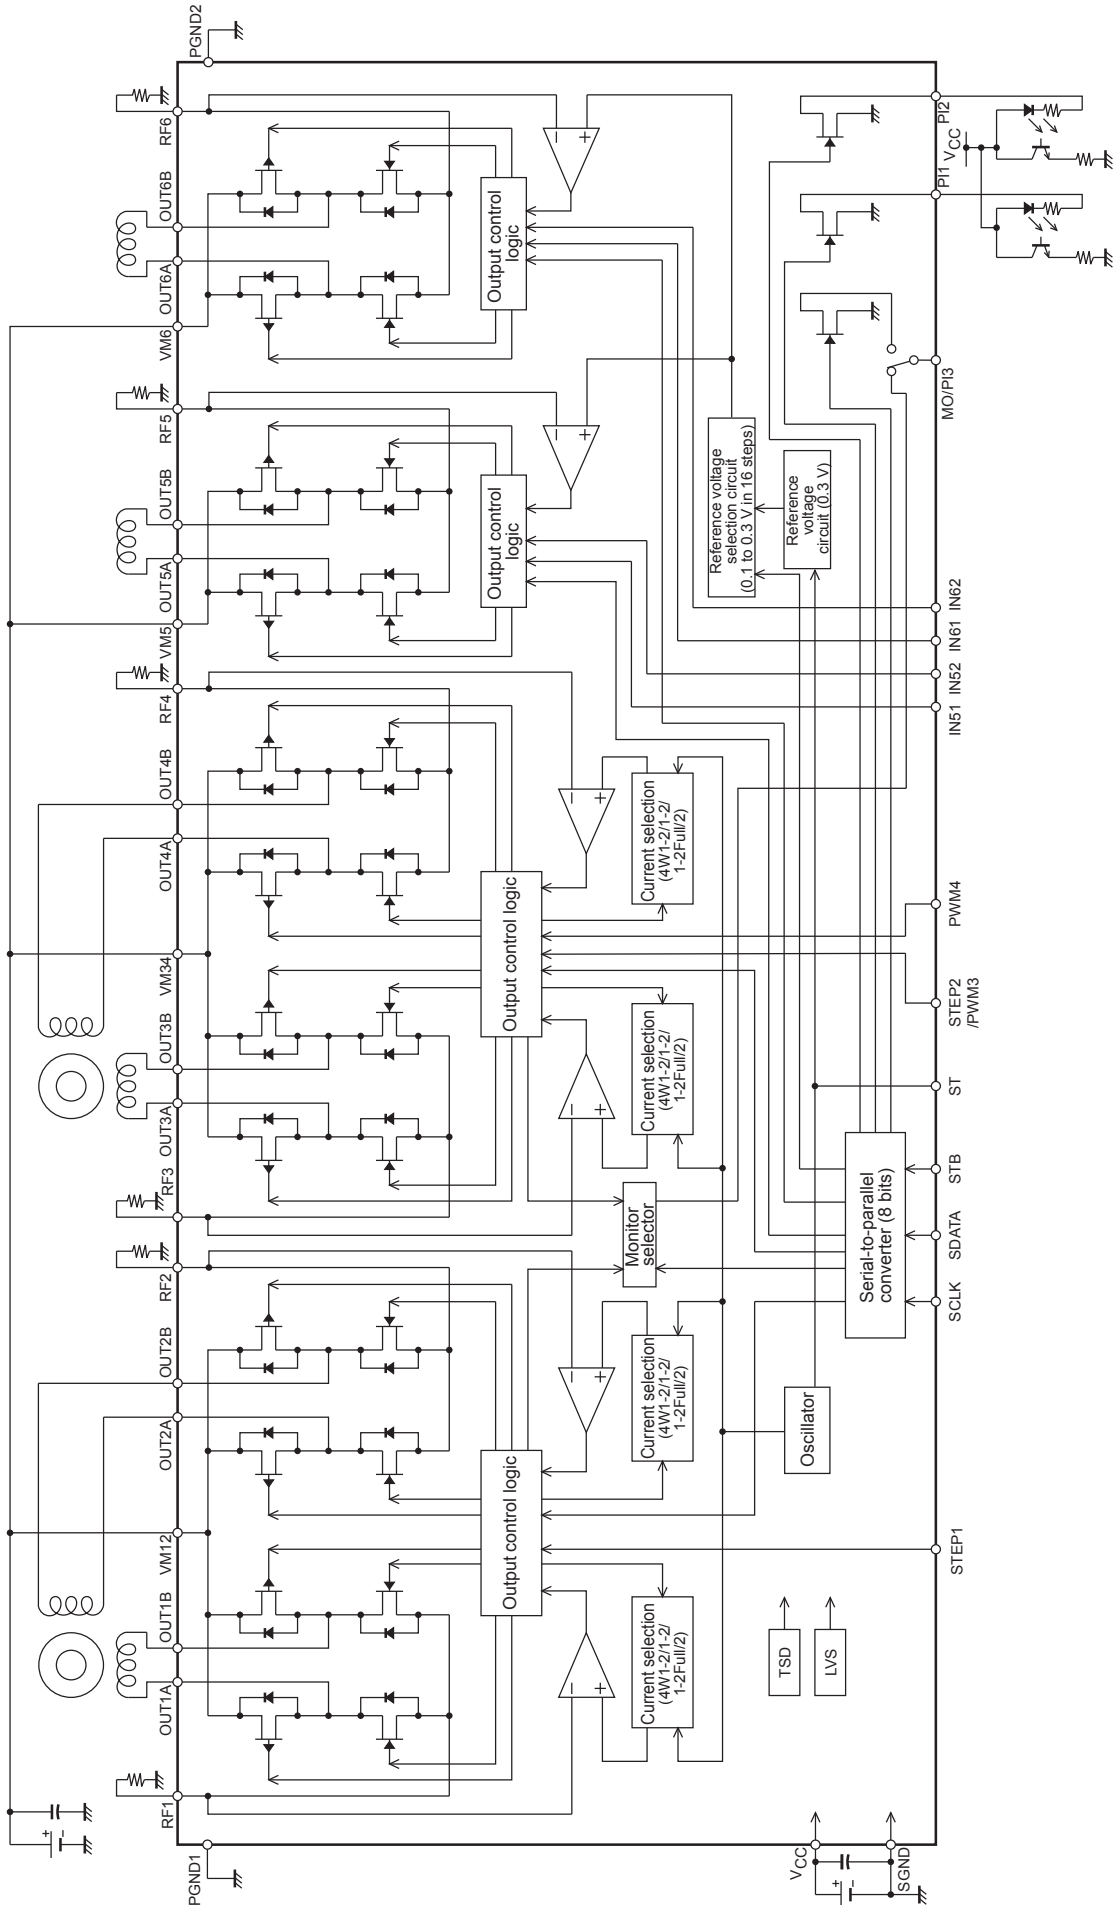 PGND2
RF6
OUT6B
OUT6A
VM6
RF5
OUT5B
OUT5A
VM5
RF4
OUT4B
OUT4A
VM34
OUT3B
OUT3A
RF3
RF2
OUT2B
OUT2A
VM12
OUT1B
OUT1A
RF1
PGND1
+
-
−
+
Output control
logic
−
+
Output control
logic
−
+
Output control logic
−
+
−
+
Output control logic
−
+
Current selection
(4W1-2/1-2/
1-2Full/2)
Current selection
(4W1-2/1-2/
1-2Full/2)
Monitor
selector
Current selection
(4W1-2/1-2/
1-2Full/2)
Current selection
(4W1-2/1-2/
1-2Full/2)
Reference voltage
selection circuit
(0.1 to 0.3 V in 16 steps)
Reference
voltage
circuit (0.3 V)
Serial-to-parallel
converter (8 bits)
Oscillator
TSD
LVS
PI2
VCC
PI1
MO/PI3
IN62
IN61
IN52
IN51
PWM4
STEP2
/PWM3
ST
STB
SDATA
SCLK
STEP1
VCC
SGND
+
-